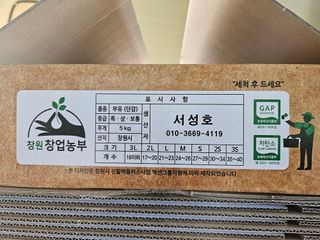 "세척 후 드세요"
표 시 사 항
품종 부유 (단감)
등급 특 · 상 · 보통
무게 5kg
산지 창원시
생산자
서성호
010-3669-4119
크 기 3L 2L L M S 2S 3S
개 수 16이하 17~20 21~23 24~26 27~29 30~34 35~40
창원 창업농부
GAP
저탄소
* 본 디자인은 창원시 신활력플러스사업 액션그룹지원에 따라 제작되었습니다